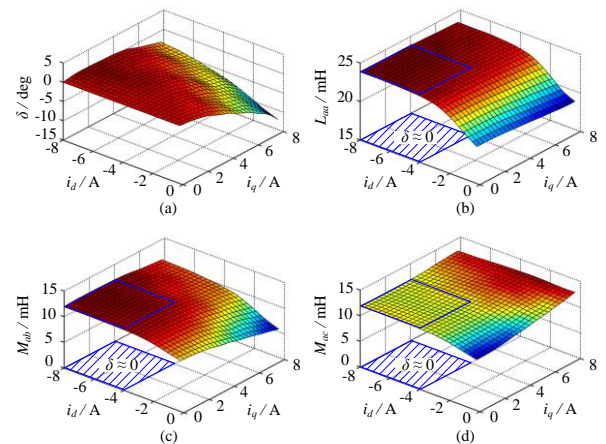 δ / deg
5
0
-5
-10
-15
-8
-6
-4
-2
0
i_d / A
0
2
4
6
8
i_q / A
(a)
L_aa / mH
25
20
15
-8
-6
-4
-2
0
i_d / A
0
2
4
6
8
i_q / A
δ ≈ 0
(b)
M_ab / mH
15
10
5
0
-8
-6
-4
-2
0
i_d / A
0
2
4
6
8
i_q / A
δ ≈ 0
(c)
M_ac / mH
15
10
5
0
-8
-6
-4
-2
0
i_d / A
0
2
4
6
8
i_q / A
δ ≈ 0
(d)